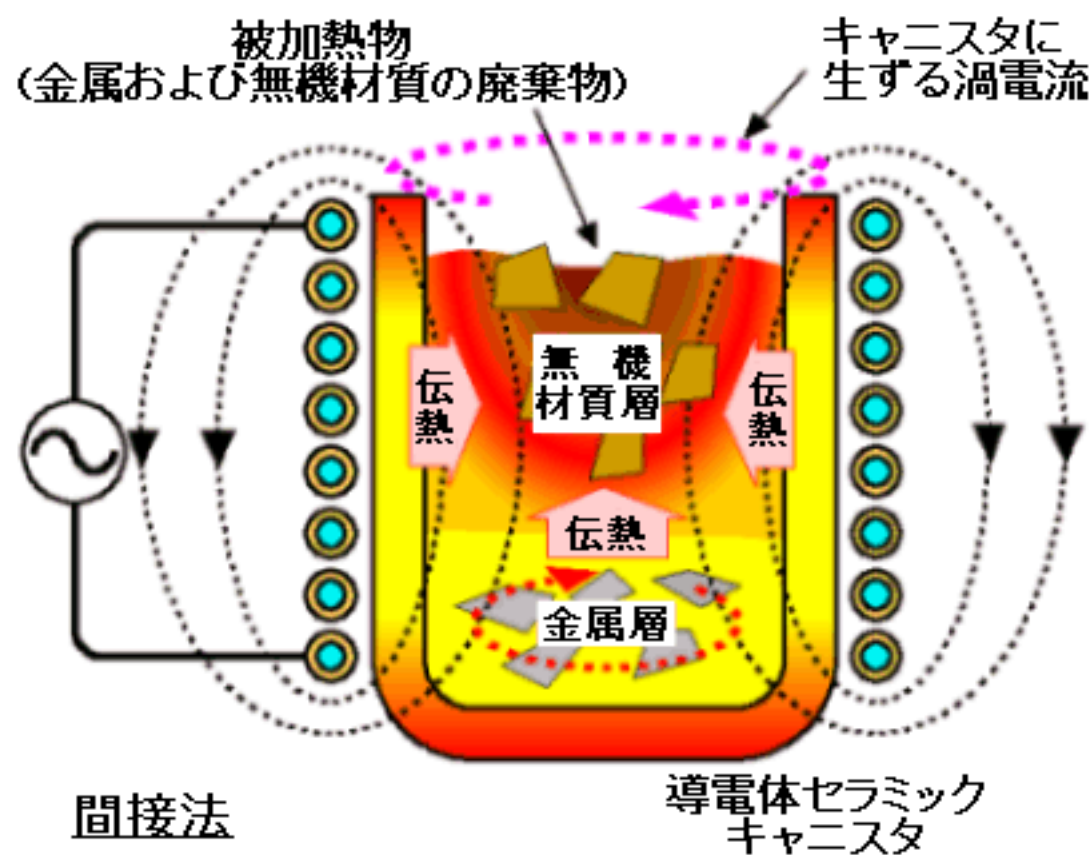 被加熱物
(金属および無機材質の廃棄物)
キャニスタに
生ずる渦電流
無 機
材質層
伝
熱
伝
熱
伝熱
金属層
導電体セラミック
キャニスタ
間接法